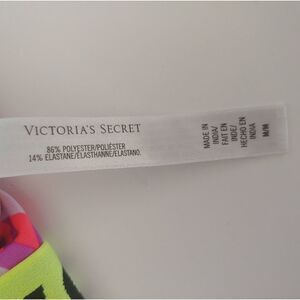 VICTORIA'S SECRET
86% POLYESTER/POLIÉSTER
14% ELASTANE/ÉLASTHANNE/ELASTANO.
MADE IN
INDIA/
FAIT EN
INDE/
HECHO EN
INDIA
M/M